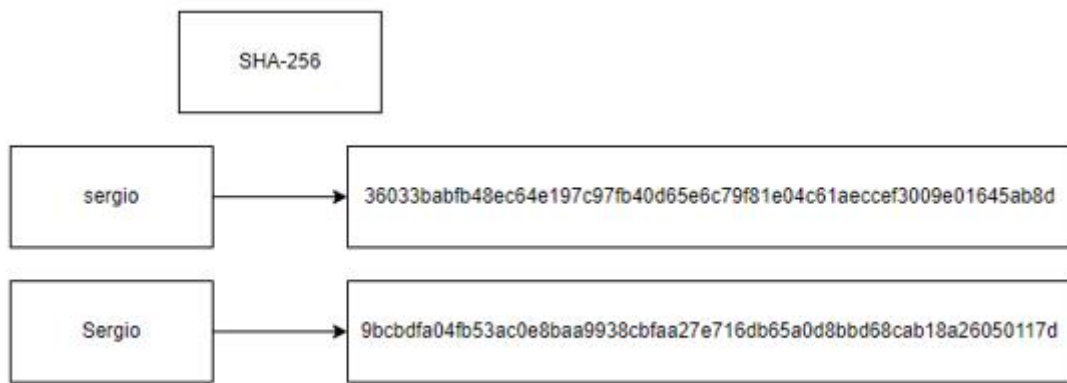 SHA-256
sergio
36033babfb48ec64e197c97fb40d65e6c79f81e04c61aeccef3009e01645ab8d
Sergio
9bcbdfa04fb53ac0e8baa9938cbfaa27e716db65a0d8bbd68cab18a26050117d